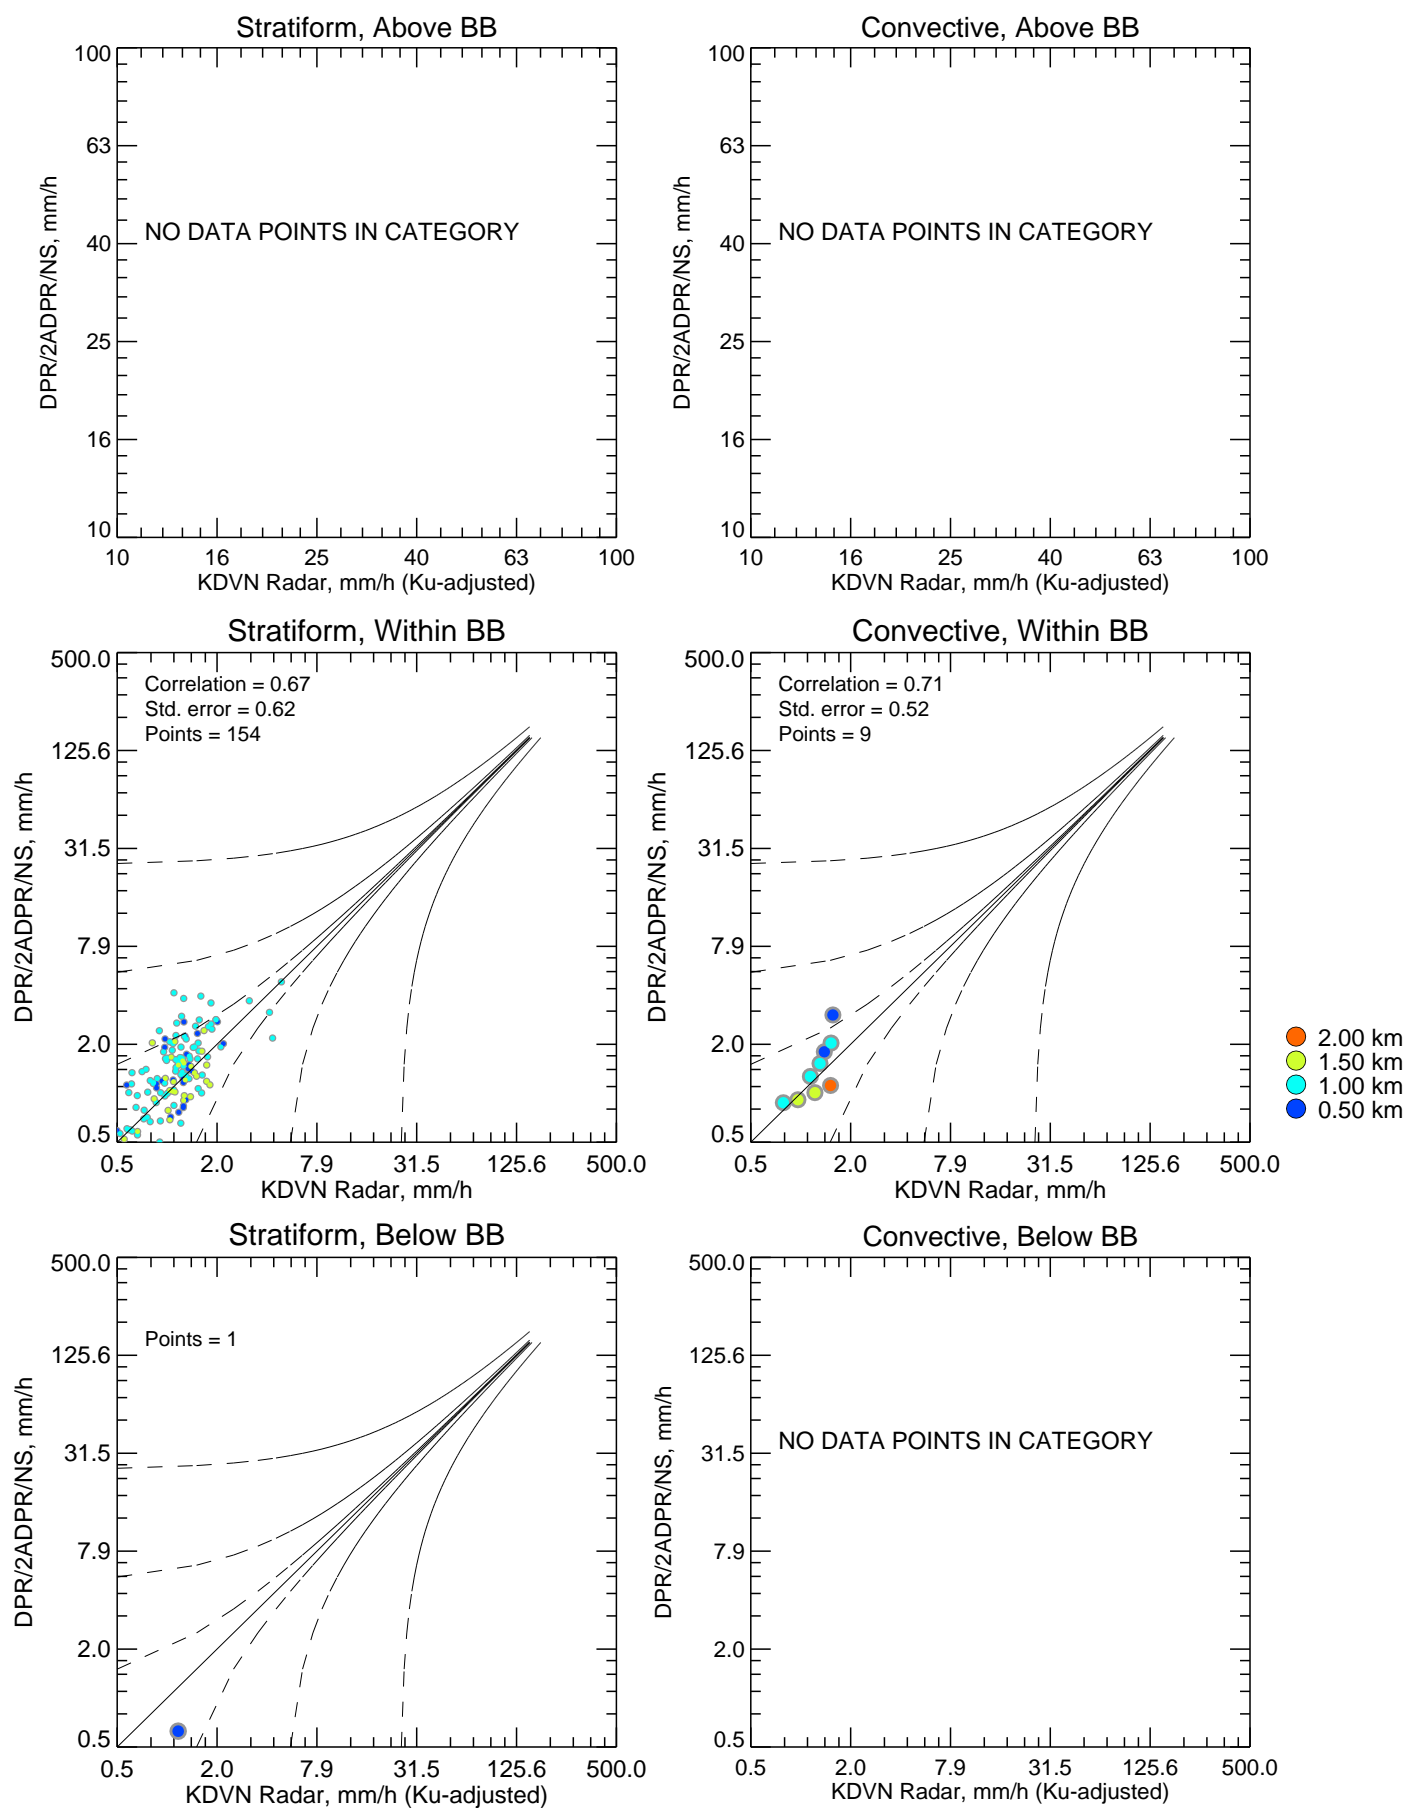 Stratiform, Above BB
100
63
40
25
16
10
DPR/2ADPR/NS, mm/h
NO DATA POINTS IN CATEGORY
10 16 25 40 63 100
KDVN Radar, mm/h (Ku-adjusted)
Convective, Above BB
100
63
40
25
16
10
DPR/2ADPR/NS, mm/h
NO DATA POINTS IN CATEGORY
10 16 25 40 63 100
KDVN Radar, mm/h (Ku-adjusted)
Stratiform, Within BB
500.0
125.6
31.5
7.9
2.0
0.5
DPR/2ADPR/NS, mm/h
Correlation = 0.67
Std. error = 0.62
Points = 154
0.5 2.0 7.9 31.5 125.6 500.0
KDVN Radar, mm/h
Convective, Within BB
500.0
125.6
31.5
7.9
2.0
0.5
DPR/2ADPR/NS, mm/h
Correlation = 0.71
Std. error = 0.52
Points = 9
0.5 2.0 7.9 31.5 125.6 500.0
KDVN Radar, mm/h
2.00 km
1.50 km
1.00 km
0.50 km
Stratiform, Below BB
500.0
125.6
31.5
7.9
2.0
0.5
DPR/2ADPR/NS, mm/h
Points = 1
0.5 2.0 7.9 31.5 125.6 500.0
KDVN Radar, mm/h (Ku-adjusted)
Convective, Below BB
500.0
125.6
31.5
7.9
2.0
0.5
DPR/2ADPR/NS, mm/h
NO DATA POINTS IN CATEGORY
0.5 2.0 7.9 31.5 125.6 500.0
KDVN Radar, mm/h (Ku-adjusted)